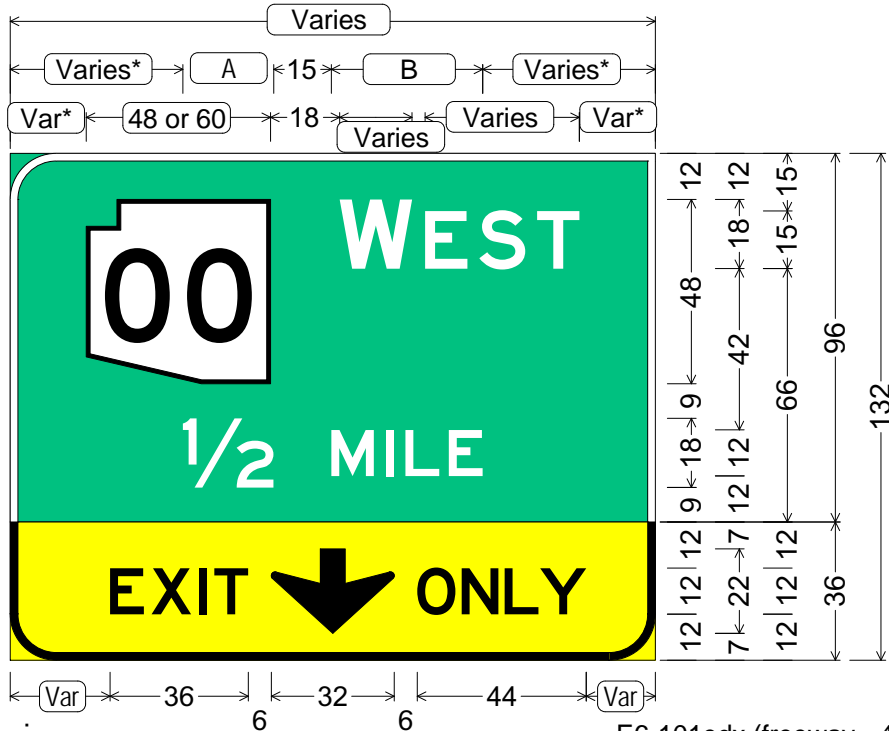 Varies
Varies* A 15 B Varies*
Var* 48 or 60 18 Varies Varies Var*
WEST
00
1/2 MILE
EXIT ONLY
12 48 9 18 9 12 12 12
12 18 42 12 12 7 22 7
15 15 66 12 12 12
96 36
132
Var 36 32 44 Var
6 6